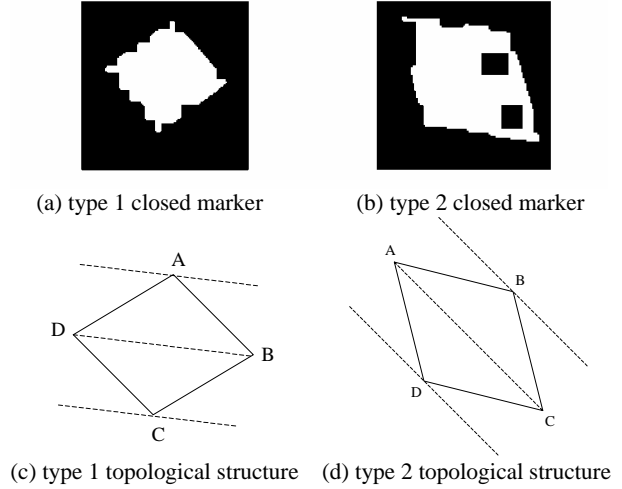 (a) type 1 closed marker
(b) type 2 closed marker
A
D
B
C
A
B
D
C
(c) type 1 topological structure
(d) type 2 topological structure